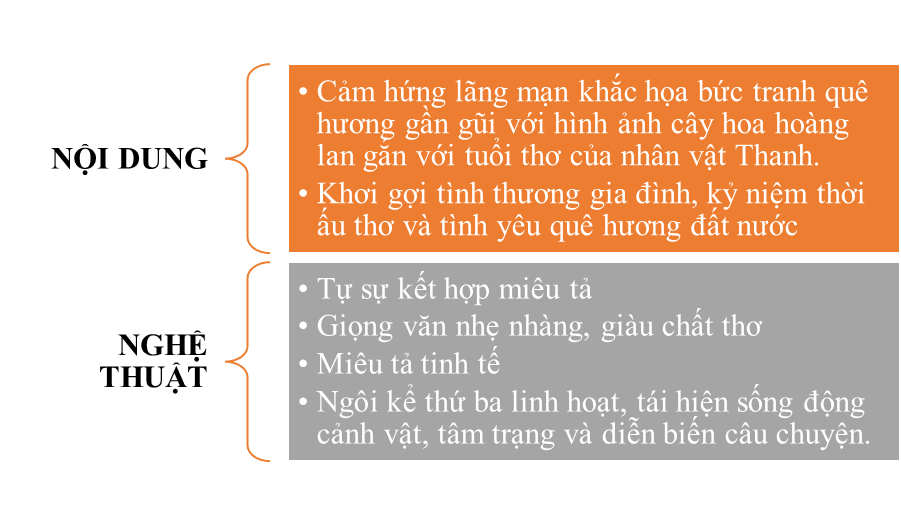 NỘI DUNG
• Cảm hứng lãng mạn khắc họa bức tranh quê
hương gần gũi với hình ảnh cây hoa hoàng
lan gắn với tuổi thơ của nhân vật Thanh.
• Khơi gợi tình thương gia đình, kỷ niệm thời
ấu thơ và tình yêu quê hương đất nước
NGHỆ
THUẬT
• Tự sự kết hợp miêu tả
• Giọng văn nhẹ nhàng, giàu chất thơ
• Miêu tả tinh tế
• Ngôi kể thứ ba linh hoạt, tái hiện sống động
cảnh vật, tâm trạng và diễn biến câu chuyện.